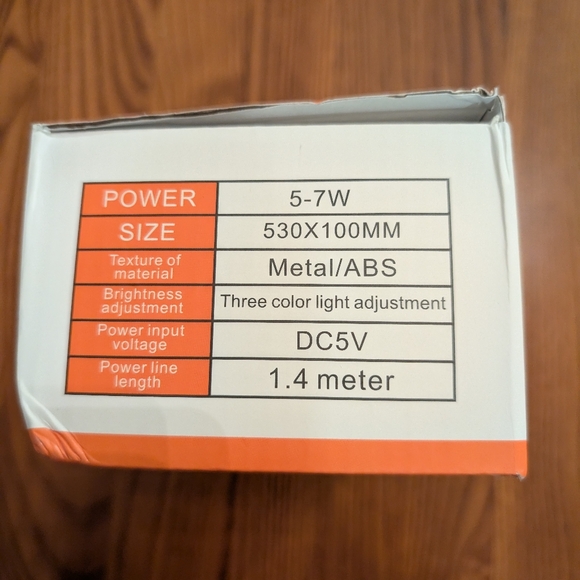 POWER 5-7W
SIZE 530X100MM
Texture of
material Metal/ABS
Brightness
adjustment Three color light adjustment
Power input
voltage DC5V
Power line
length 1.4 meter